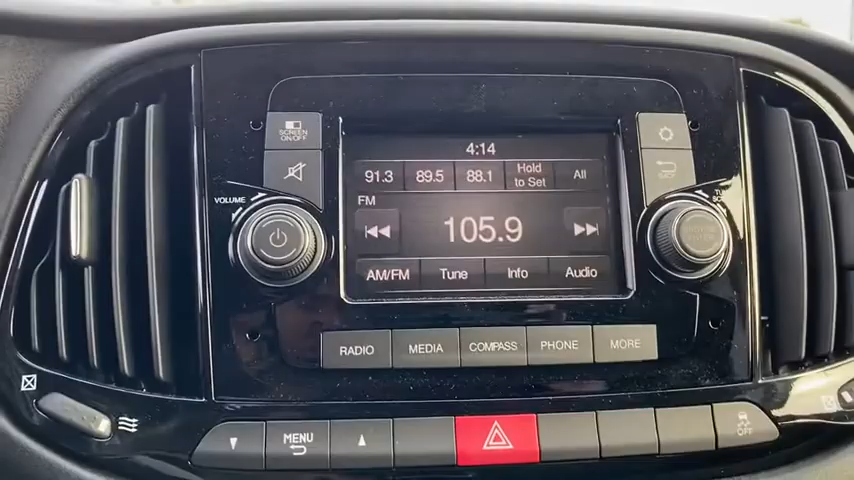 4:14
SCREEN
ON/OFF
91.3 89.5 88.1 Hold
to Set All
VOLUME
FM
105.9
AM/FM Tune Info Audio
RADIO MEDIA COMPASS PHONE MORE
MENU
OFF